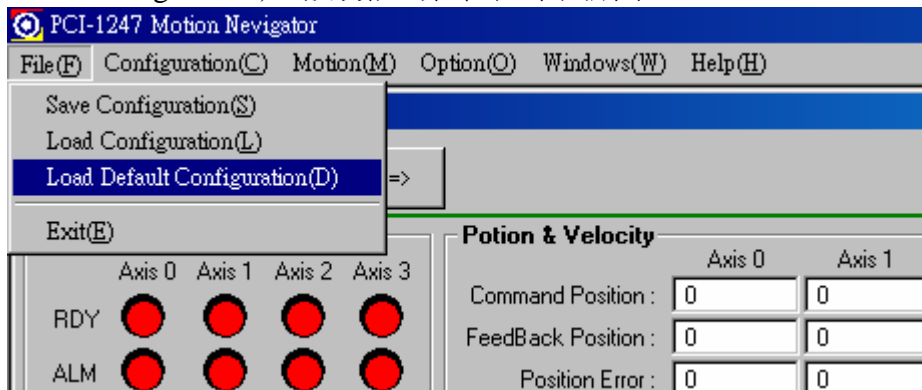 PCI-1247 Motion Nevigator
File(F) Configuration(C) Motion(M) Option(O) Windows(W) Help(H)
Save Configuration(S)
Load Configuration(L)
Load Default Configuration(D)
=>
Exit(E)
Potion & Velocity
Axis 0 Axis 1 Axis 2 Axis 3
Axis 0 Axis 1
RDY
Command Position : 0 0
FeedBack Position : 0 0
ALM
Position Error : 0 0